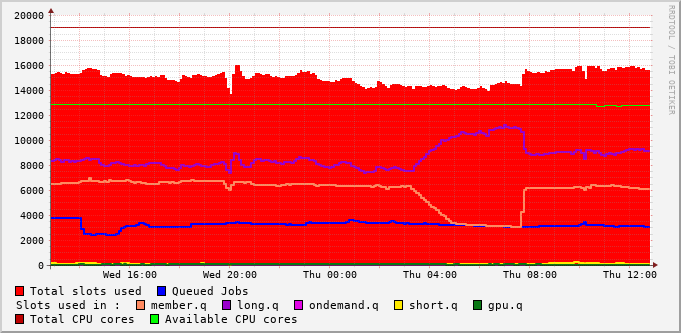 20000
18000
16000
14000
12000
10000
8000
6000
4000
2000
0
Wed 16:00 Wed 20:00 Thu 00:00 Thu 04:00 Thu 08:00 Thu 12:00
Total slots used Queued Jobs
Slots used in : member.q long.q ondemand.q short.q gpu.q
Total CPU cores Available CPU cores
RRDTOOL / TOBI OETIKER